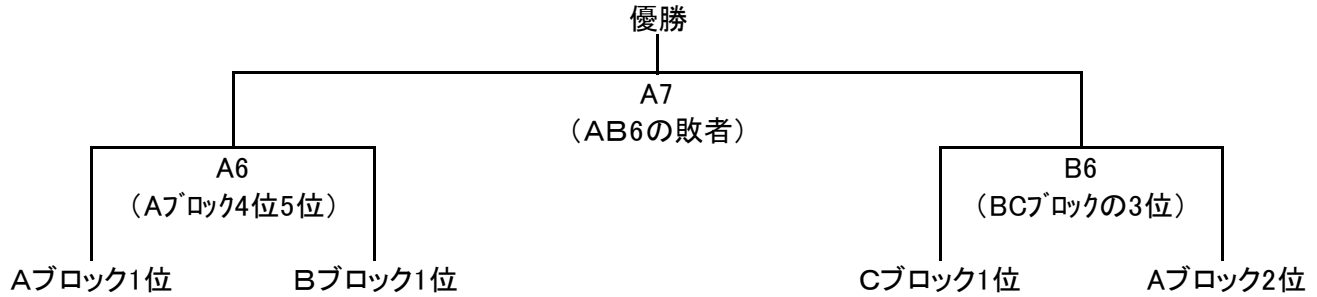 優勝
A7
（AB6の敗者）
A6
B6
（Aﾌﾞﾛｯｸ4位5位）
（BCﾌﾞﾛｯｸの3位）
Aブロック1位
Bブロック1位
Cブロック1位
Aブロック2位